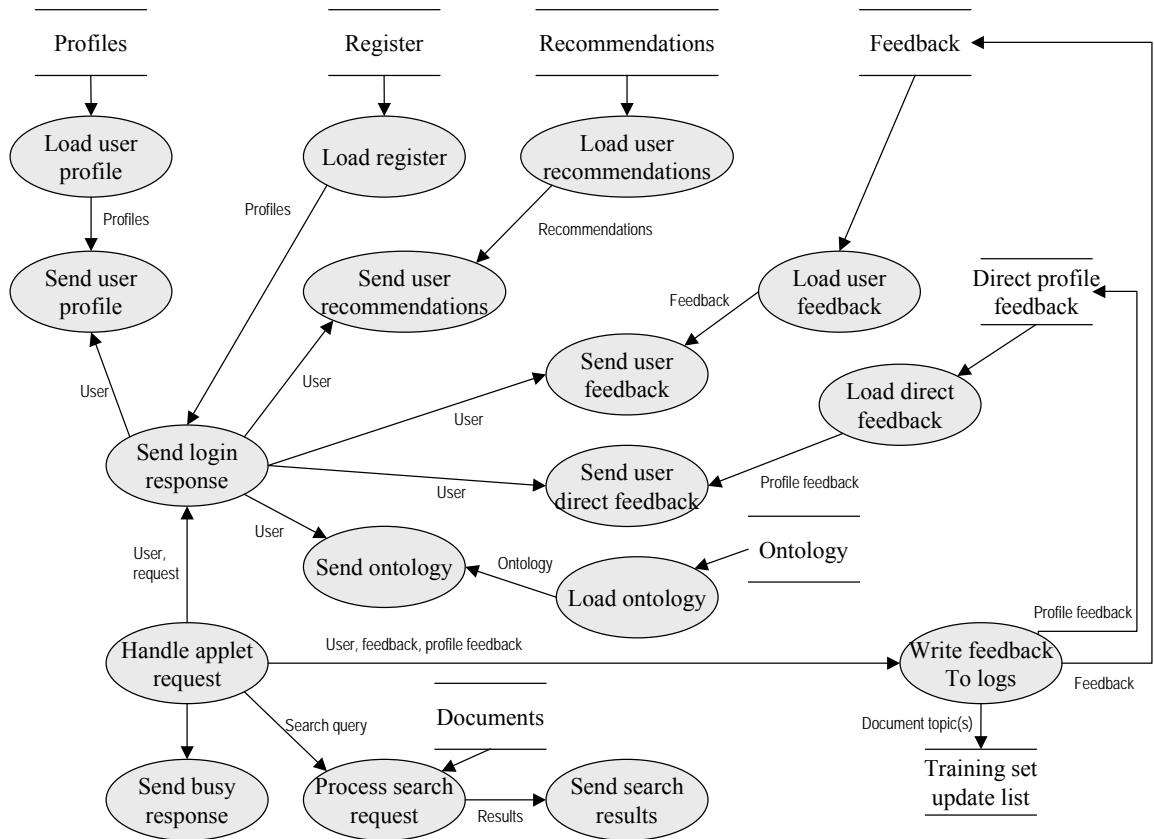 Profiles
Register
Recommendations
Feedback
Load user
profile
Load register
Load user
recommendations
Profiles
Profiles
Recommendations
Send user
profile
Send user
recommendations
Load user
feedback
Direct profile
feedback
Feedback
Send user
feedback
User
User
User
Load direct
feedback
Send login
response
Send user
direct feedback
User
Profile feedback
User
User,
request
Send ontology
Ontology
Load ontology
Ontology
Profile feedback
Handle applet
request
User, feedback, profile feedback
Write feedback
To logs
Feedback
Search query
Documents
Document topic(s)
Send busy
response
Process search
request
Results
Send search
results
Training set
update list